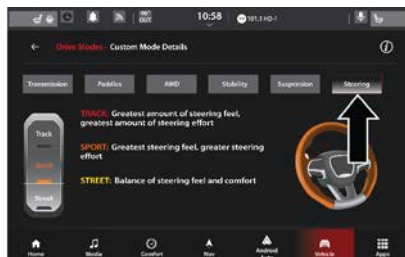 OUT
10:58
101.1 HD-1
Drive Modes - Custom Mode Details
Transmission
Paddles
AWD
Stability
Suspension
Steering
TRACK: Greatest amount of steering feel,
greatest amount of steering effort
SPORT: Greatest steering feel, greater steering
effort
STREET: Balance of steering feel and comfort
Track
Sport
Street
Home
Media
Comfort
Nav
Android
Auto
Vehicle
Apps